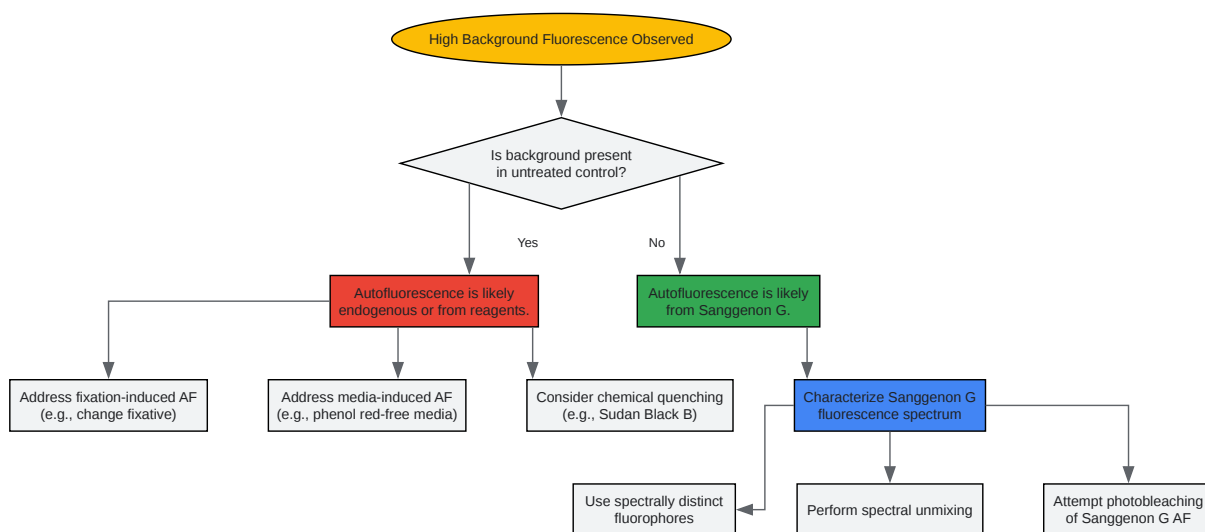 High Background Fluorescence Observed
Is background present
in untreated control?
Yes
No
Autofluorescence is likely
endogenous or from reagents.
Autofluorescence is likely
from Sanggenon G.
Address fixation-induced AF
(e.g., change fixative)
Address media-induced AF
(e.g., phenol red-free media)
Consider chemical quenching
(e.g., Sudan Black B)
Characterize Sanggenon G
fluorescence spectrum
Use spectrally distinct
fluorophores
Perform spectral unmixing
Attempt photobleaching
of Sanggenon G AF